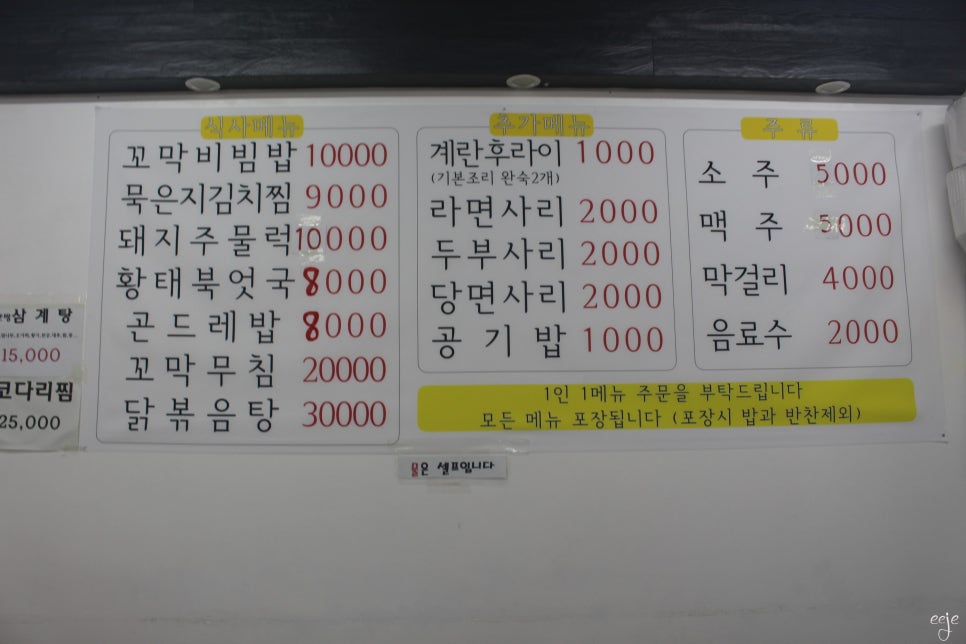 식사메뉴
꼬막비빔밥 10000
묵은지김치찜 9000
돼지주물럭 10000
황태북엇국 8000
곤드레밥 8000
꼬막무침 20000
닭볶음탕 30000
추가메뉴
계란후라이 1000
(기본조리 완숙2개)
라면사리 2000
두부사리 2000
당면사리 2000
공기밥 1000
주류
소주 5000
맥주 5000
막걸리 4000
음료수 2000
1인 1메뉴 주문을 부탁드립니다
모든 메뉴 포장됩니다 (포장시 밥과 반찬제외)
삼계탕
15,000
코다리찜
25,000
물은 셀프입니다
eeje